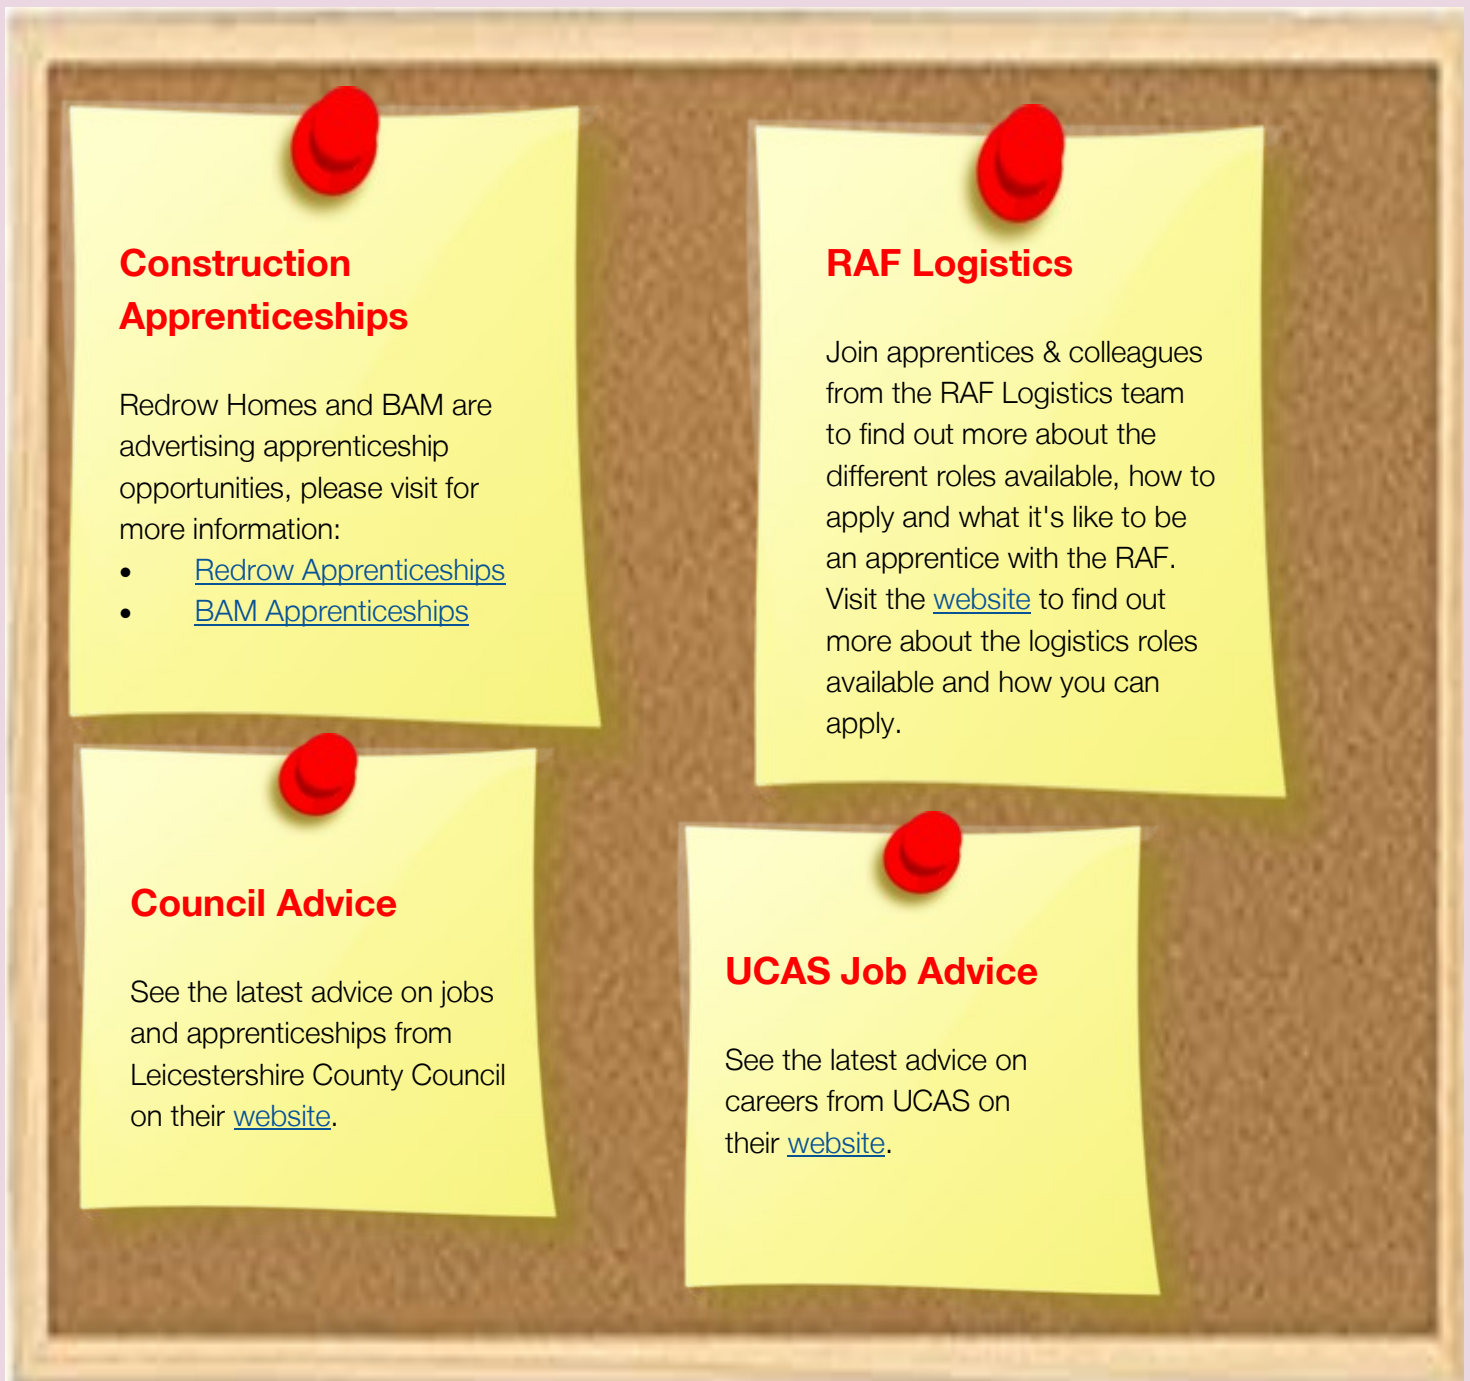 Construction
Apprenticeships
Redrow Homes and BAM are
advertising apprenticeship
opportunities, please visit for
more information:
• Redrow Apprenticeships
• BAM Apprenticeships
RAF Logistics
Join apprentices & colleagues
from the RAF Logistics team
to find out more about the
different roles available, how to
apply and what it's like to be
an apprentice with the RAF.
Visit the website to find out
more about the logistics roles
available and how you can
apply.
Council Advice
See the latest advice on jobs
and apprenticeships from
Leicestershire County Council
on their website.
UCAS Job Advice
See the latest advice on
careers from UCAS on
their website.